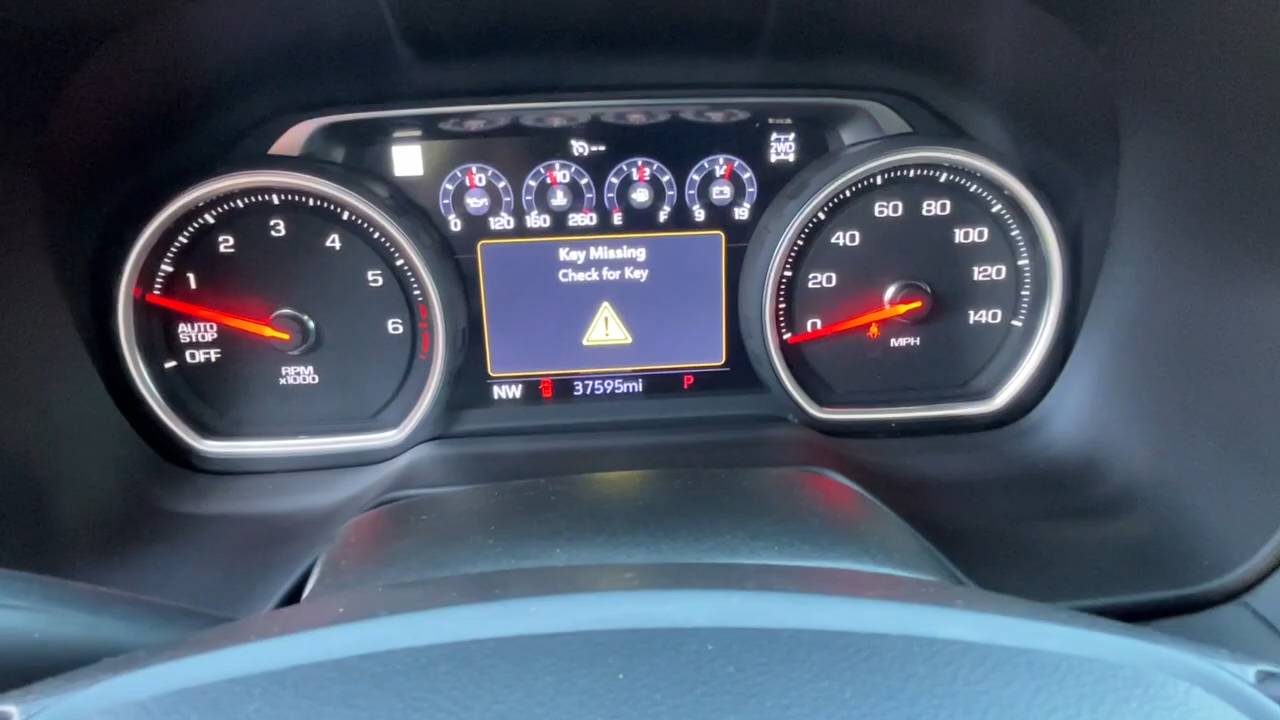 2WD
--
0 120
160 260
E F
9 14 19
Key Missing
Check for Key
NW 37595mi P
1 2 3 4 5 6
AUTO
STOP
OFF
RPM
x1000
0 20 40 60 80 100 120 140
MPH